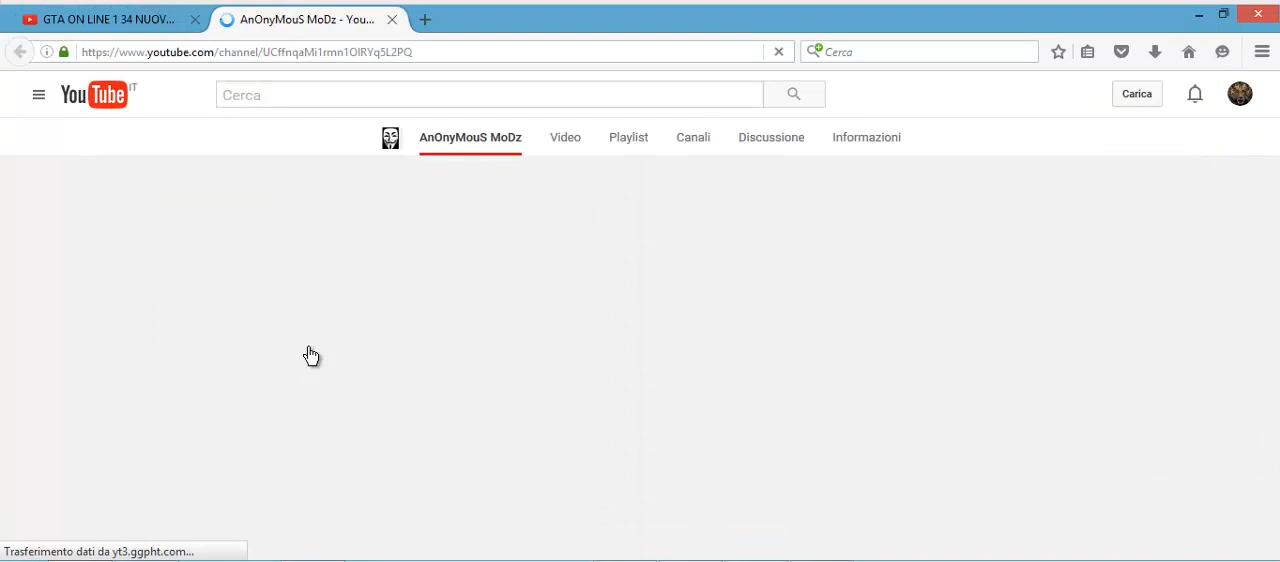 GTA ON LINE 1 34 NUOV...
AnOnyMouS MoDz - You...
https://www.youtube.com/channel/UCffnqaMi1rmn1OlRYq5L2PQ
Cerca
YouTube IT
Cerca
Carica
AnOnyMouS MoDz Video Playlist Canali Discussione Informazioni
Trasferimento dati da yt3.ggpht.com...